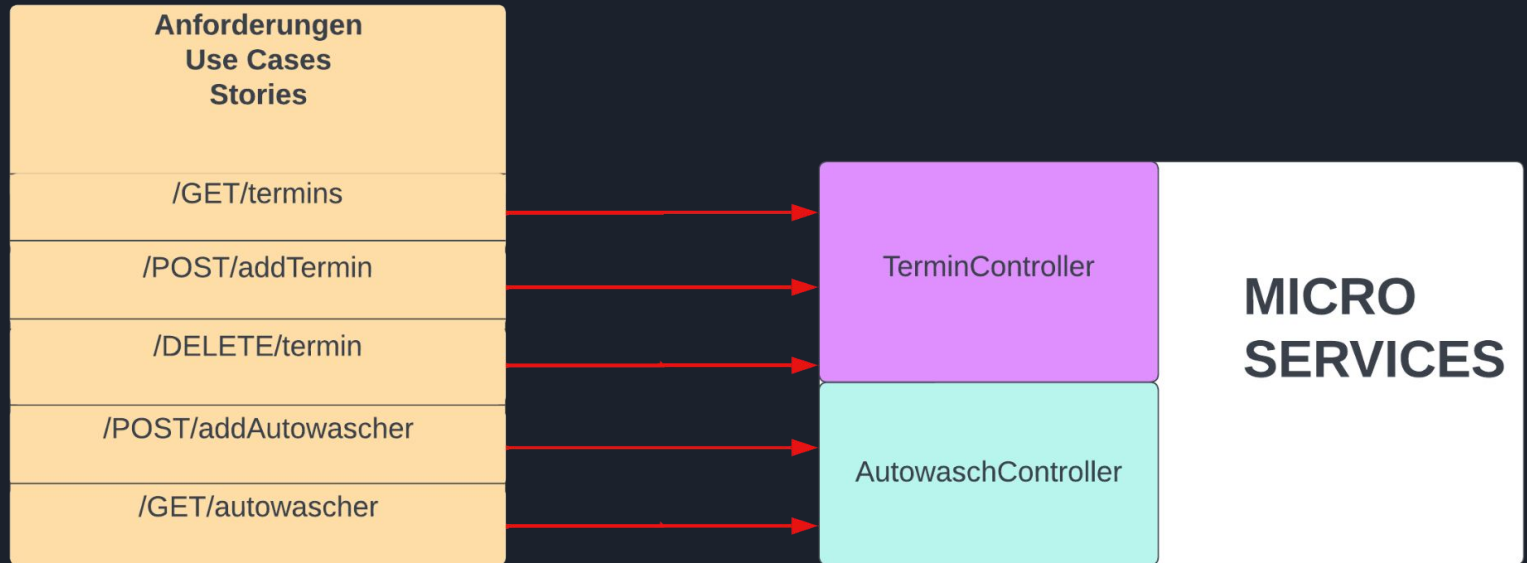 Anforderungen
Use Cases
Stories
/GET/termins
/POST/addTermin
/DELETE/termin
/POST/addAutowascher
/GET/autowascher
TerminController
AutowaschController
MICRO
SERVICES